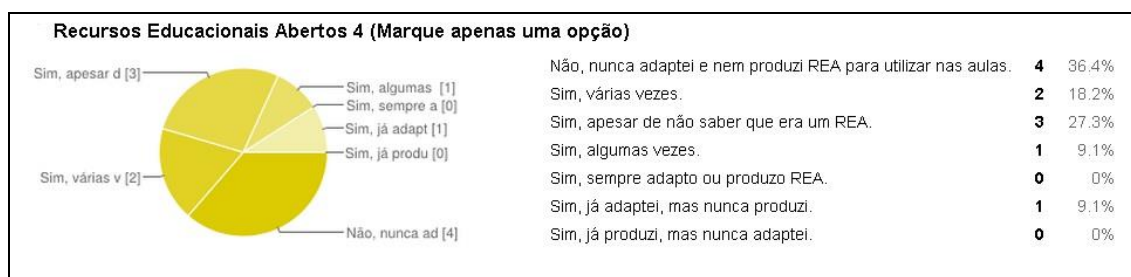 Recursos Educacionais Abertos 4 (Marque apenas uma opção)
Sim, apesar d [3]
Sim, algumas [1]
Sim, sempre a [0]
Sim, já adapt [1]
Sim, já produ [0]
Sim, várias v [2]
Não, nunca ad [4]
Não, nunca adaptei e nem produzi REA para utilizar nas aulas. 4 36.4%
Sim, várias vezes. 2 18.2%
Sim, apesar de não saber que era um REA. 3 27.3%
Sim, algumas vezes. 1 9.1%
Sim, sempre adapto ou produzo REA. 0 0%
Sim, já adaptei, mas nunca produzi. 1 9.1%
Sim, já produzi, mas nunca adaptei. 0 0%